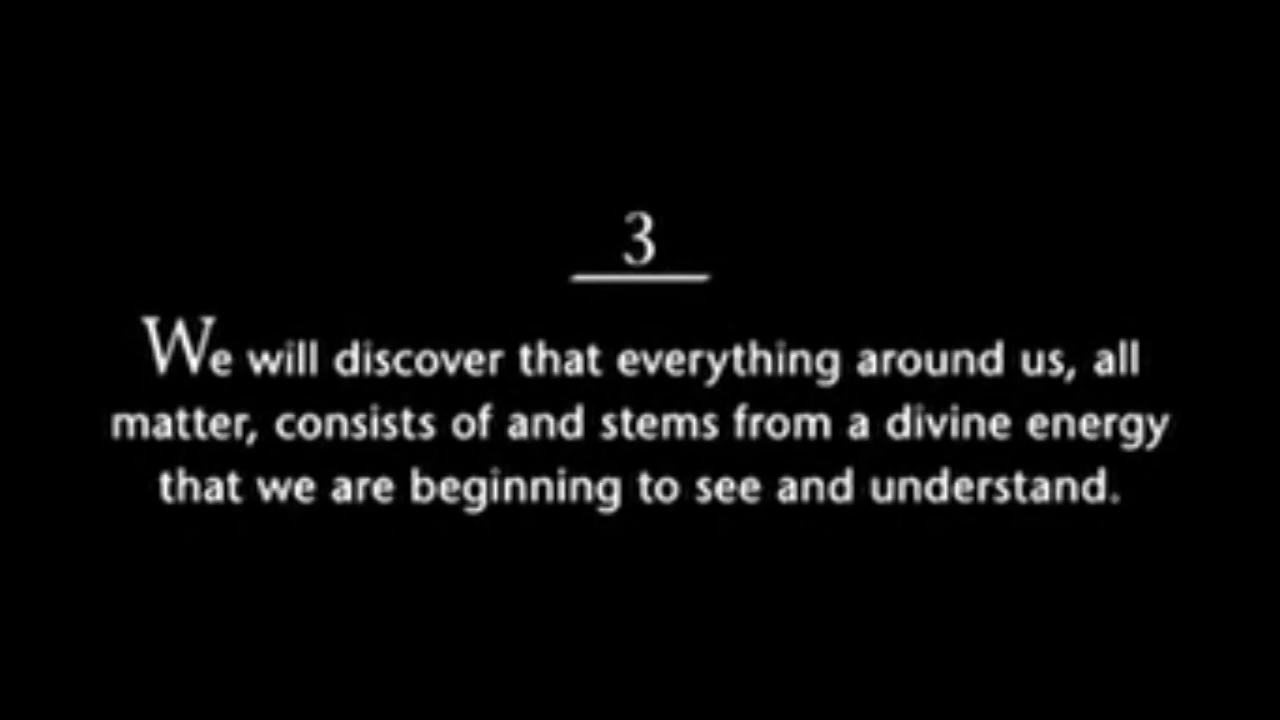 3
We will discover that everything around us, all
matter, consists of and stems from a divine energy
that we are beginning to see and understand.